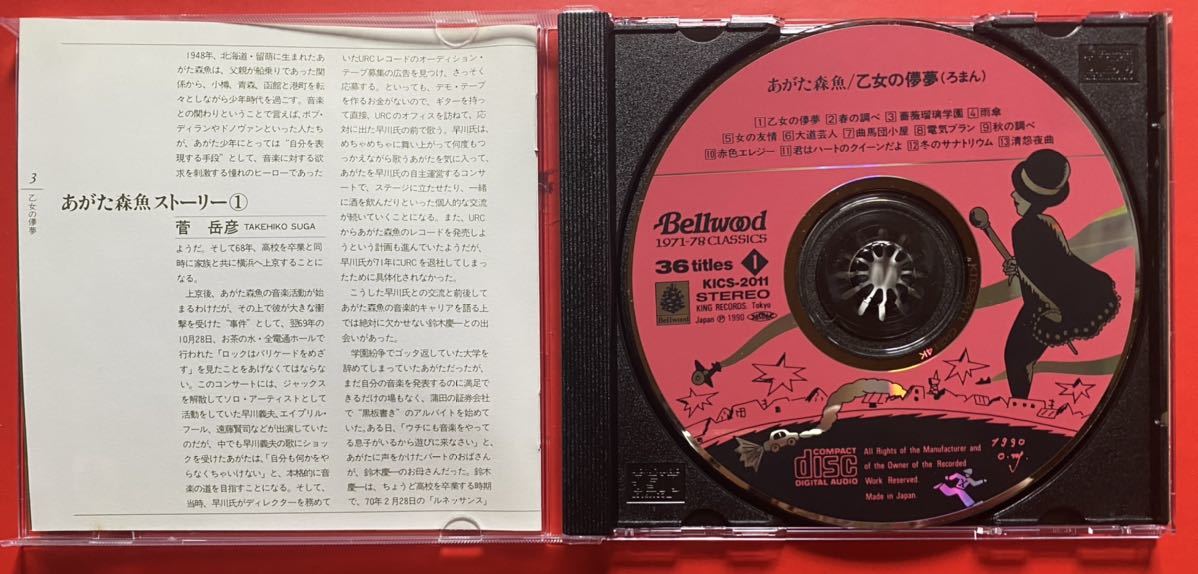 1948年、北海道・留萌に生まれたあ
がた森魚は、父親が船乗りであった関
係から、小樽、青森、函館と港町を転
々としながら少年時代を過ごす。音楽
との関わりということで言えば、ボブ・
ディランやドノヴァンといった人たち
が、あがた少年にとっては“自分を表
現する手段”として、音楽に対する欲
求を刺激する憧れのヒーローであった
3
乙女の儚夢
あがた森魚ストーリー①
菅 岳彦 TAKEHIKO SUGA
ようだ。そして68年、高校を卒業と同
時に家族と共に横浜へ上京することに
なる。
上京後、あがた森魚の音楽活動が始
まるわけだが、その上で彼が大きな衝
撃を受けた“事件”として、翌69年の
10月28日、お茶の水・全電通ホールで
行われた「ロックはバリケードをめざ
す」を見たことをあげなくてはならな
い。このコンサートには、ジャックス
を解散してソロ・アーティストとして
活動をしていた早川義夫、エイプリル・
フール、遠藤賢司などが出演していた
のだが、中でも早川義夫の歌にショッ
クを受けたあがたは、「自分も何かをや
らなくちゃいけない」と、本格的に音
楽の道を目指すことになる。そして、
当時、早川氏がディレクターを務めて
いたURCレコードのオーディション・
テープ募集の広告を見つけ、さっそく
応募する。といっても、デモ・テープ
を作るお金がないので、ギターを持っ
て直接、URCのオフィスを訪ねて、応
対に出た早川氏の前で歌う。早川氏は、
めちゃめちゃに舞い上がって何度もつ
っかえながら歌うあがたを気に入って、
あがたを早川氏の自主運営するコンサ
ートで、ステージに立たせたり、一緒
に酒を飲んだりといった個人的な交流
が続いていくことになる。また、URC
からあがた森魚のレコードを発売しよ
うという計画も進んでいたようだが、
早川氏が71年にURCを退社してしまっ
たために具体化されなかった。
こうした早川氏との交流と前後して
あがた森魚の音楽的キャリアを語る上
では絶対に欠かせない鈴木慶一との出
会いがあった。
学園紛争でゴッタ返していた大学を
辞めてしまっていたあがただったが、
まだ自分の音楽を発表するのに満足で
きるだけの場もなく、蒲田の証券会社
で“黒板書き”のアルバイトを始めて
いた。ある日、「ウチにも音楽をやって
る息子がいるから遊びに来なさい」と、
あがたに声をかけたパートのおばさん
が、鈴木慶一のお母さんだった。鈴木
慶一は、ちょうど高校を卒業する時期
で、70年2月28日の「ルネッサンス」
あがた森魚/乙女の儚夢(ろまん)
1乙女の儚夢 2春の調べ 3薔薇瑠璃学園 4雨傘
5女の友情 6大道芸人 7曲馬団小屋 8電気ブラン 9秋の調べ
10赤色エレジー 11君はハートのクイーンだよ 12冬のサナトリウム 13清怨夜曲
Bellwood
1971-78 CLASSICS
36 titles 1
KICS-2011
STEREO
KING RECORDS. Tokyo
Japan Ⓟ 1990
Bellwood
4K
COMPACT
disc
DIGITAL AUDIO
All Rights of the Manufacturer and
of the Owner of the Recorded
Work Reserved.
Made in Japan.
1990